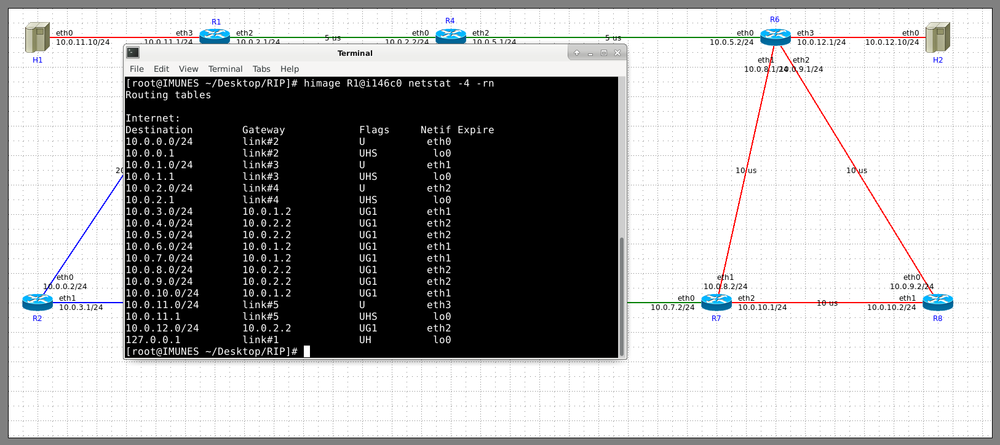 R1
R4
R6
eth0
eth3
eth2
5 us
eth0
eth2
5 us
eth0
eth3
eth0
10.0.11.10/24
10.0.11.1/24
10.0.2.1/24
10.0.2.2/24
10.0.5.1/24
10.0.5.2/24
10.0.12.1/24
10.0.12.10/24
H1
H2
eth1
eth2
10.0.8.1/24
10.0.9.1/24
Terminal
File Edit View Terminal Tabs Help
[root@IMUNES ~/Desktop/RIP]# himage R1@i146c0 netstat -4 -rn
Routing tables
Internet:
Destination Gateway Flags Netif Expire
10.0.0.0/24 link#2 U eth0
10.0.0.1 link#2 UHS lo0
10.0.1.0/24 link#3 U eth1
10.0.1.1 link#3 UHS lo0
10.0.2.0/24 link#4 U eth2
10.0.2.1 link#4 UHS lo0
10.0.3.0/24 10.0.1.2 UG1 eth1
10.0.4.0/24 10.0.2.2 UG1 eth2
10.0.5.0/24 10.0.2.2 UG1 eth2
10.0.6.0/24 10.0.1.2 UG1 eth1
10.0.7.0/24 10.0.1.2 UG1 eth1
10.0.8.0/24 10.0.2.2 UG1 eth2
10.0.9.0/24 10.0.2.2 UG1 eth2
10.0.10.0/24 10.0.1.2 UG1 eth1
10.0.11.0/24 link#5 U eth3
10.0.11.1 link#5 UHS lo0
10.0.12.0/24 10.0.2.2 UG1 eth2
127.0.0.1 link#1 UH lo0
[root@IMUNES ~/Desktop/RIP]#
20
10 us
10 us
eth0
10.0.0.2/24
eth1
10.0.3.1/24
R2
eth1
10.0.8.2/24
eth0
10.0.9.2/24
eth0
10.0.7.2/24
eth2
10.0.10.1/24
10 us
eth1
10.0.10.2/24
R7
R8